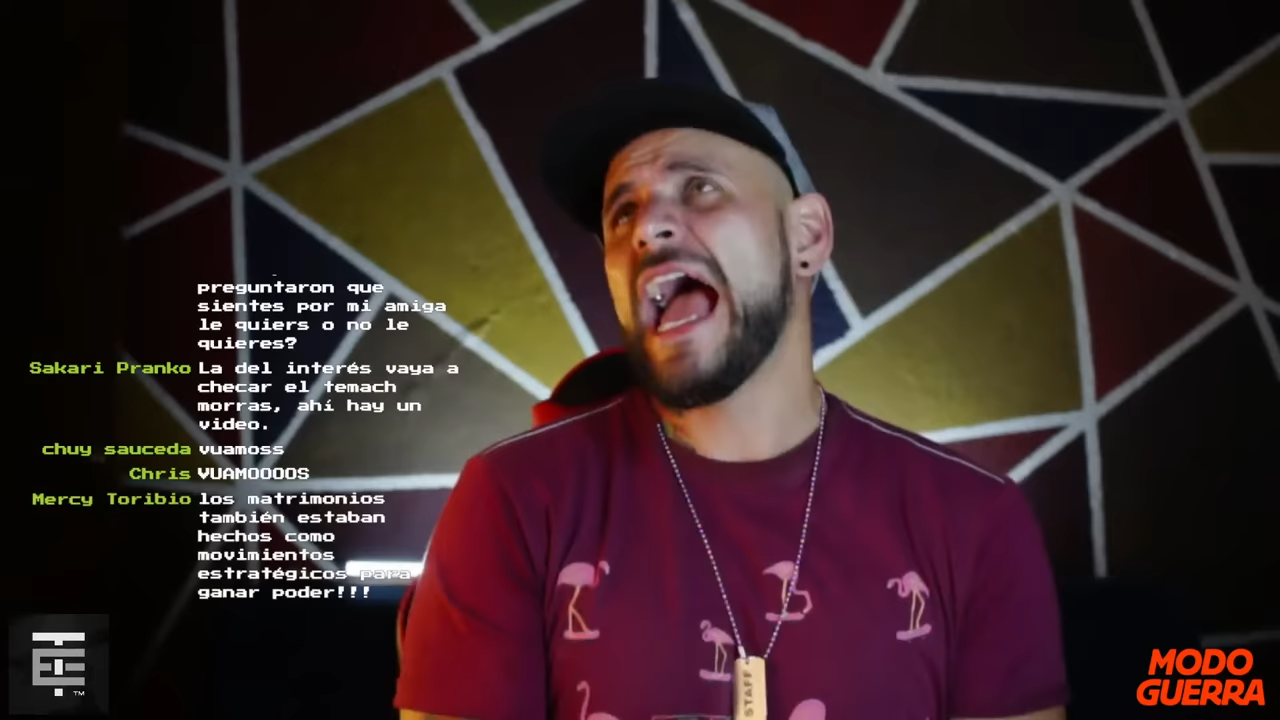 preguntaron que
sientes por mi amiga
le quiers o no le
quieres?
Sakari Pranko La del interés vaya a
checar el temach
morras, ahí hay un
video.
chuy sauceda vuamoss
Chris VUAMOOOOS
Mercy Toribio los matrimonios
también estaban
hechos como
movimientos
estratégicos para
ganar poder!!!
STAFF
TM
MODO
GUERRA